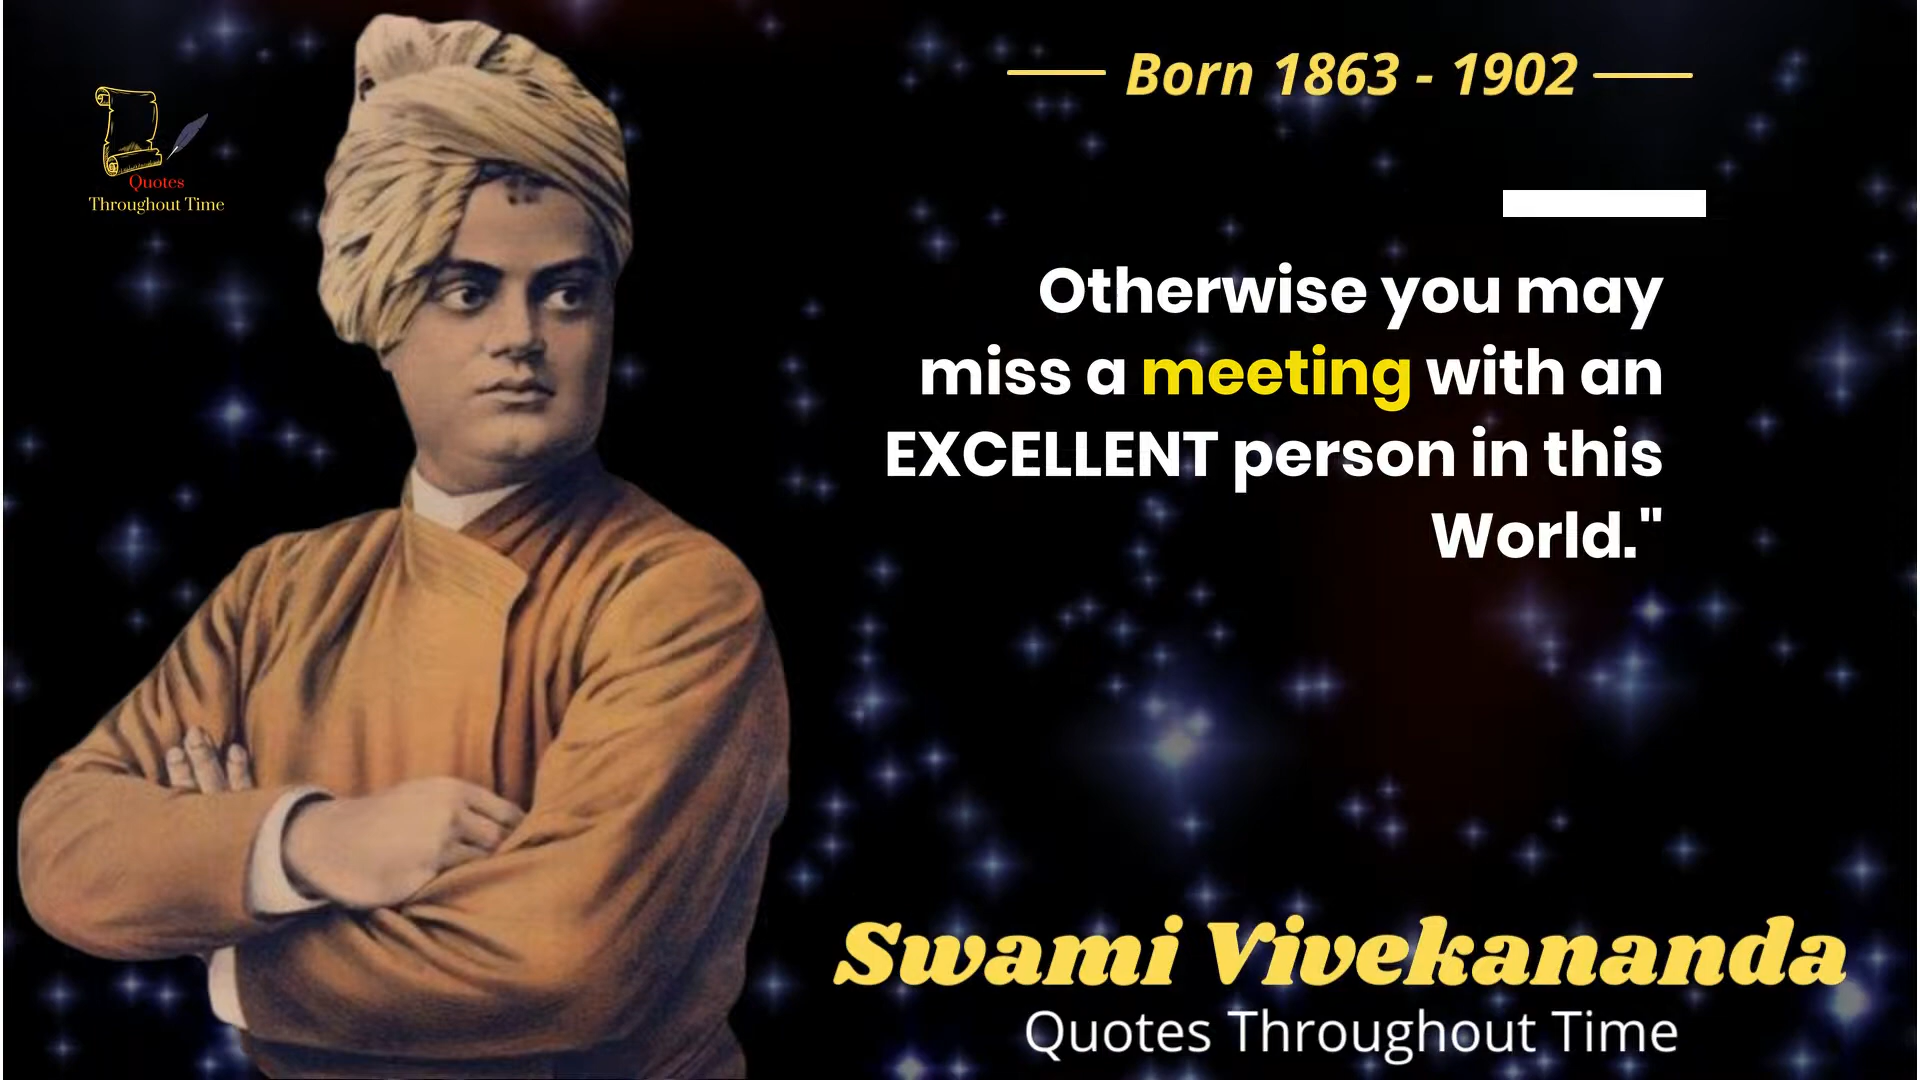 Quotes
Throughout Time
Born 1863 - 1902
Otherwise you may
miss a meeting with an
EXCELLENT person in this
World."
Swami Vivekananda
Quotes Throughout Time